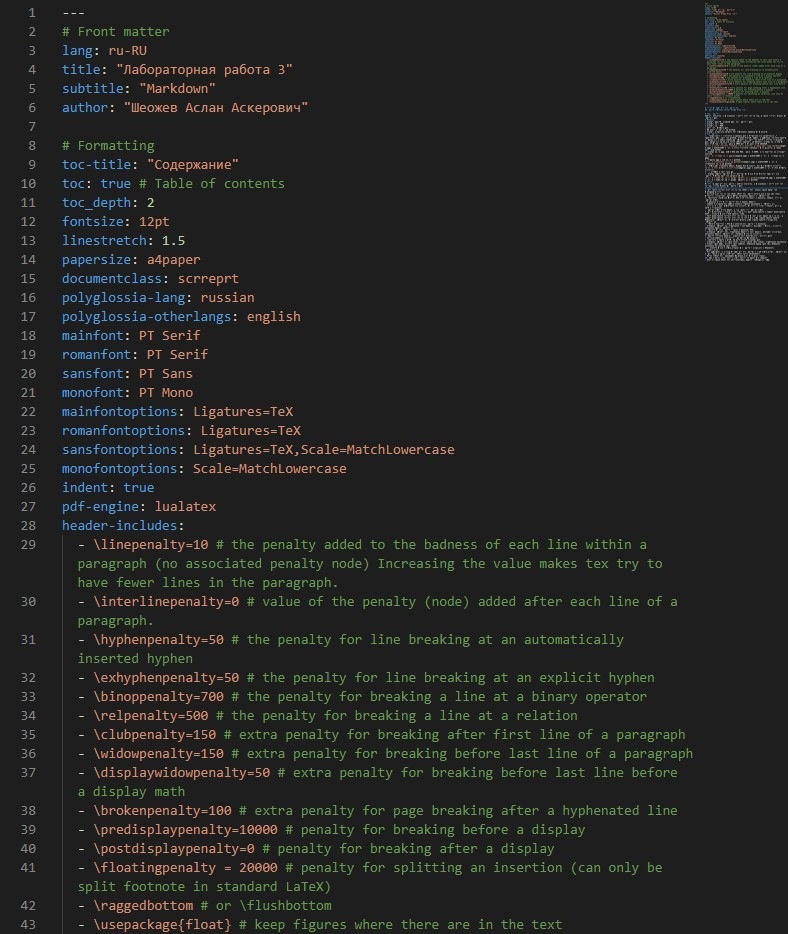 1 ---
2 # Front matter
3 lang: ru-RU
4 title: "Лабораторная работа 3"
5 subtitle: "Markdown"
6 author: "Шеожев Аслан Аскерович"
7
8 # Formatting
9 toc-title: "Содержание"
10 toc: true # Table of contents
11 toc_depth: 2
12 fontsize: 12pt
13 linestretch: 1.5
14 papersize: a4paper
15 documentclass: scrreprt
16 polyglossia-lang: russian
17 polyglossia-otherlangs: english
18 mainfont: PT Serif
19 romanfont: PT Serif
20 sansfont: PT Sans
21 monofont: PT Mono
22 mainfontoptions: Ligatures=TeX
23 romanfontoptions: Ligatures=TeX
24 sansfontoptions: Ligatures=TeX,Scale=MatchLowercase
25 monofontoptions: Scale=MatchLowercase
26 indent: true
27 pdf-engine: lualatex
28 header-includes:
29 - \linepenalty=10 # the penalty added to the badness of each line within a
paragraph (no associated penalty node) Increasing the value makes tex try to
have fewer lines in the paragraph.
30 - \interlinepenalty=0 # value of the penalty (node) added after each line of a
paragraph.
31 - \hyphenpenalty=50 # the penalty for line breaking at an automatically
inserted hyphen
32 - \exhyphenpenalty=50 # the penalty for line breaking at an explicit hyphen
33 - \binoppenalty=700 # the penalty for breaking a line at a binary operator
34 - \relpenalty=500 # the penalty for breaking a line at a relation
35 - \clubpenalty=150 # extra penalty for breaking after first line of a paragraph
36 - \widowpenalty=150 # extra penalty for breaking before last line of a paragraph
37 - \displaywidowpenalty=50 # extra penalty for breaking before last line before
a display math
38 - \brokenpenalty=100 # extra penalty for page breaking after a hyphenated line
39 - \predisplaypenalty=10000 # penalty for breaking before a display
40 - \postdisplaypenalty=0 # penalty for breaking after a display
41 - \floatingpenalty = 20000 # penalty for splitting an insertion (can only be
split footnote in standard LaTeX)
42 - \raggedbottom # or \flushbottom
43 - \usepackage{float} # keep figures where there are in the text